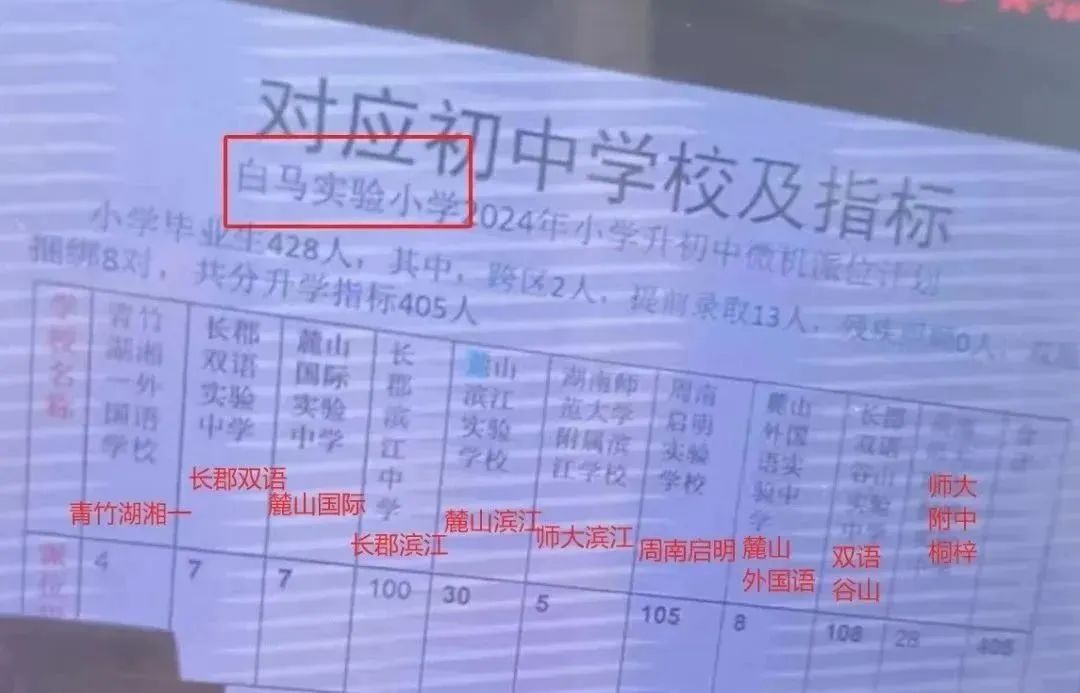 对应初中学校及指标
白马实验小学2024年小学升初中微机派位计划
小学毕业生428人，其中，跨区2人，提前录取13人，残疾照顾0人，
捆绑8对，共分升学指标405人
学校名称
青竹
湖湘
一外
国语
学校
长郡
双语
实验
中学
麓山
国际
实验
中学
长
郡
滨
江
中
学
麓山
滨江
实验
学校
湖南师
范大学
附属滨
江学校
周南
启明
实验
学校
麓山
外国
语实
验中
学
长郡
双语
谷山
实验
中学
合计
青竹湖湘一
长郡双语
麓山国际
长郡滨江
麓山滨江
师大滨江
周南启明
麓山
外国语
双语
谷山
师大
附中
桐梓
派位
4
7
7
100
30
5
105
8
108
28
405